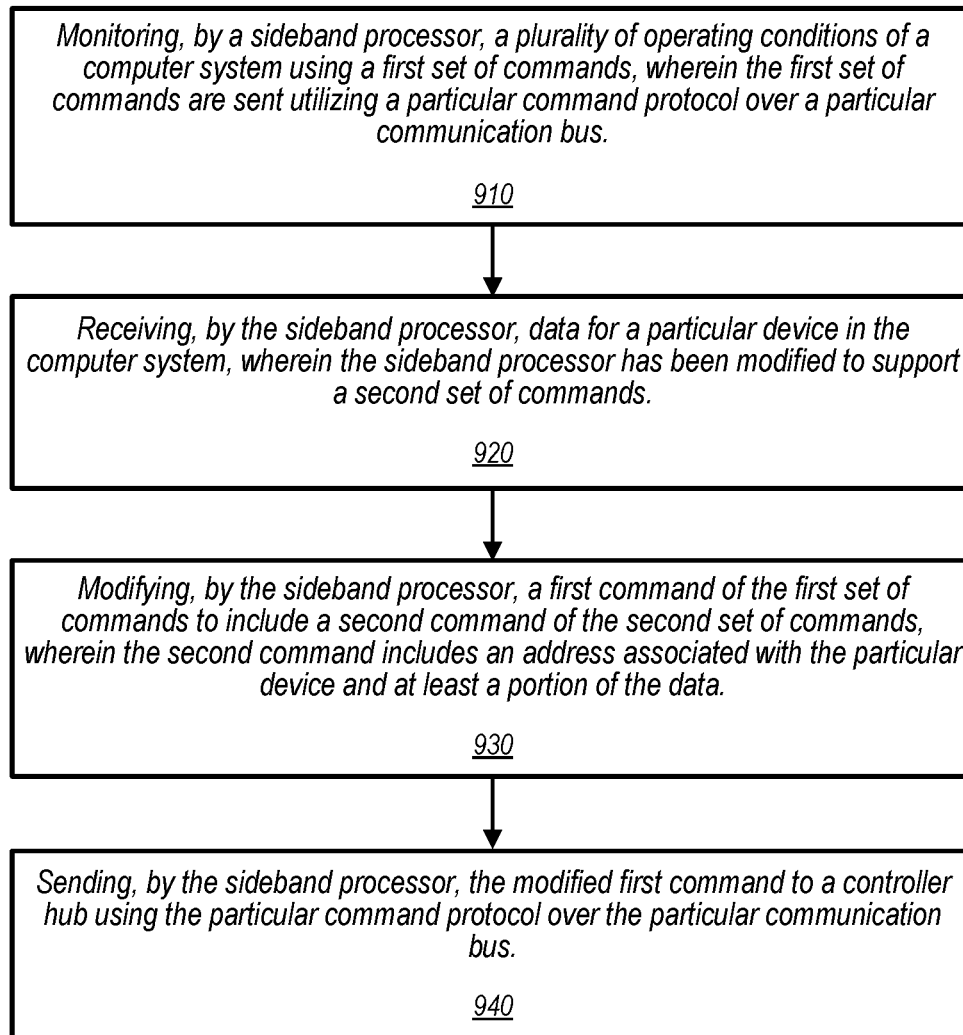 Monitoring, by a sideband processor, a plurality of operating conditions of a
computer system using a first set of commands, wherein the first set of
commands are sent utilizing a particular command protocol over a particular
communication bus.
910
Receiving, by the sideband processor, data for a particular device in the
computer system, wherein the sideband processor has been modified to support
a second set of commands.
920
Modifying, by the sideband processor, a first command of the first set of
commands to include a second command of the second set of commands,
wherein the second command includes an address associated with the particular
device and at least a portion of the data.
930
Sending, by the sideband processor, the modified first command to a controller
hub using the particular command protocol over the particular communication
bus.
940